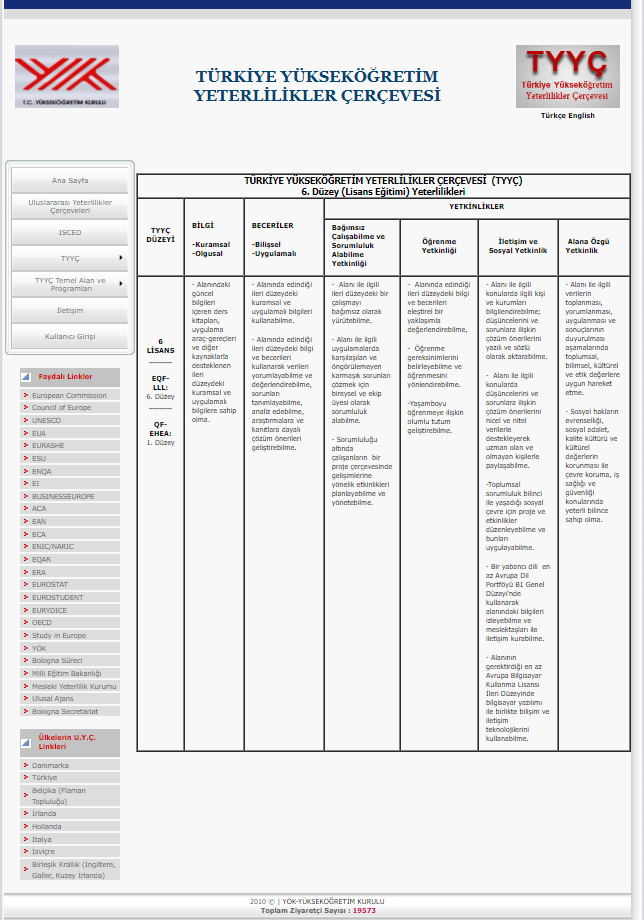 T.C. YÜKSEKÖĞRETİM KURULU
TÜRKİYE YÜKSEKÖĞRETİM
YETERLİLİKLER ÇERÇEVESİ
TYYÇ
Türkiye Yükseköğretim
Yeterlilikler Çerçevesi
Türkçe English
Ana Sayfa
Uluslararası Yeterlilikler
Çerçeveleri
ISCED
TYYÇ
TYYÇ Temel Alan ve
Programları
İletişim
Kullanıcı Girişi
Faydalı Linkler
European Commission
Council of Europe
UNESCO
EUA
EURASHE
ESU
ENQA
EI
BUSINESSEUROPE
ACA
EAN
ECA
ENIC/NARIC
EQAR
ERA
EUROSTAT
EUROSTUDENT
EURYDICE
OECD
Study in Europe
YÖK
Bologna Süreci
Milli Eğitim Bakanlığı
Mesleki Yeterlilik Kurumu
Ulusal Ajans
Bologna Secretariat
Ülkelerin U.Y.Ç.
Linkleri
Danimarka
Türkiye
Belçika (Flaman
Topluluğu)
İrlanda
Hollanda
İtalya
İsviçre
Birleşik Krallık (İngiltere,
Galler, Kuzey İrlanda)
TÜRKİYE YÜKSEKÖĞRETİM YETERLİLİKLER ÇERÇEVESİ (TYYÇ)
6. Düzey (Lisans Eğitimi) Yeterlilikleri
TYYÇ
DÜZEYİ
BİLGİ
-Kuramsal
-Olgusal
BECERİLER
-Bilişsel
-Uygulamalı
YETKİNLİKLER
Bağımsız
Çalışabilme ve
Sorumluluk
Alabilme
Yetkinliği
Öğrenme
Yetkinliği
İletişim ve
Sosyal Yetkinlik
Alana Özgü
Yetkinlik
6
LİSANS
_____
EQF-
LLL:
6. Düzey
_____
QF-
EHEA:
1. Düzey
- Alanındaki
güncel
bilgileri
içeren ders
kitapları,
uygulama
araç-gereçleri
ve diğer
kaynaklarla
desteklenen
ileri
düzeydeki
kuramsal ve
uygulamalı
bilgilere sahip
olma.
- Alanında edindiği
ileri düzeydeki
kuramsal ve
uygulamalı bilgileri
kullanabilme.
- Alanında edindiği
ileri düzeydeki bilgi
ve becerileri
kullanarak verileri
yorumlayabilme ve
değerlendirebilme,
sorunları
tanımlayabilme,
analiz edebilme,
araştırmalara ve
kanıtlara dayalı
çözüm önerileri
geliştirebilme.
- Alanı ile ilgili
ileri düzeydeki bir
çalışmayı
bağımsız olarak
yürütebilme.
- Alanı ile ilgili
uygulamalarda
karşılaşılan ve
öngörülemeyen
karmaşık sorunları
çözmek için
bireysel ve ekip
üyesi olarak
sorumluluk
alabilme.
- Sorumluluğu
altında
çalışanların bir
proje çerçevesinde
gelişimlerine
yönelik etkinlikleri
planlayabilme ve
yönetebilme.
- Alanında edindiği
ileri düzeydeki bilgi
ve becerileri
eleştirel bir
yaklaşımla
değerlendirebilme,
- Öğrenme
gereksinimlerini
belirleyebilme ve
öğrenmesini
yönlendirebilme.
-Yaşamboyu
öğrenmeye ilişkin
olumlu tutum
geliştirebilme.
- Alanı ile ilgili
konularda ilgili kişi
ve kurumları
bilgilendirebilme;
düşüncelerini ve
sorunlara ilişkin
çözüm önerilerini
yazılı ve sözlü
olarak aktarabilme.
- Alanı ile ilgili
konularda
düşüncelerini ve
sorunlara ilişkin
çözüm önerilerini
nicel ve nitel
verilerle
destekleyerek
uzman olan ve
olmayan kişilerle
paylaşabilme.
-Toplumsal
sorumluluk bilinci
ile yaşadığı sosyal
çevre için proje ve
etkinlikler
düzenleyebilme ve
bunları
uygulayabilme.
- Bir yabancı dili en
az Avrupa Dil
Portföyü B1 Genel
Düzeyi'nde
kullanarak
alanındaki bilgileri
izleyebilme ve
meslektaşları ile
iletişim kurabilme.
- Alanının
gerektirdiği en az
Avrupa Bilgisayar
Kullanma Lisansı
İleri Düzeyinde
bilgisayar yazılımı
ile birlikte bilişim ve
iletişim
teknolojilerini
kullanabilme.
- Alanı ile ilgili
verilerin
toplanması,
yorumlanması,
uygulanması ve
sonuçlarının
duyurulması
aşamalarında
toplumsal,
bilimsel, kültürel
ve etik değerlere
uygun hareket
etme.
- Sosyal hakların
evrenselliği,
sosyal adalet,
kalite kültürü ve
kültürel
değerlerin
korunması ile
çevre koruma, iş
sağlığı ve
güvenliği
konularında
yeterli bilince
sahip olma.
2010 © | YÖK-YÜKSEKÖĞRETİM KURULU
Toplam Ziyaretçi Sayısı : 19573